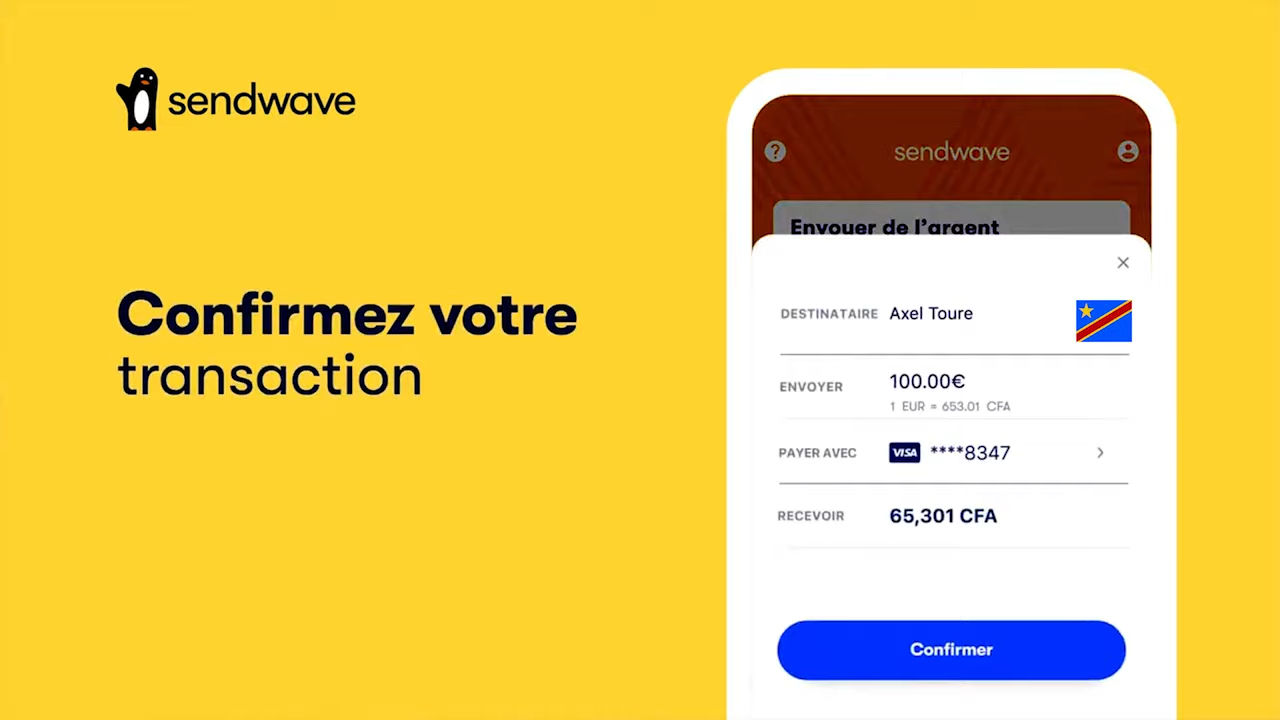 sendwave
Confirmez votre
transaction
?
sendwave
Envoyer de l'argent
DESTINATAIRE Axel Toure
ENVOYER 100.00€
1 EUR = 653.01 CFA
PAYER AVEC VISA ****8347
RECEVOIR 65,301 CFA
Confirmer